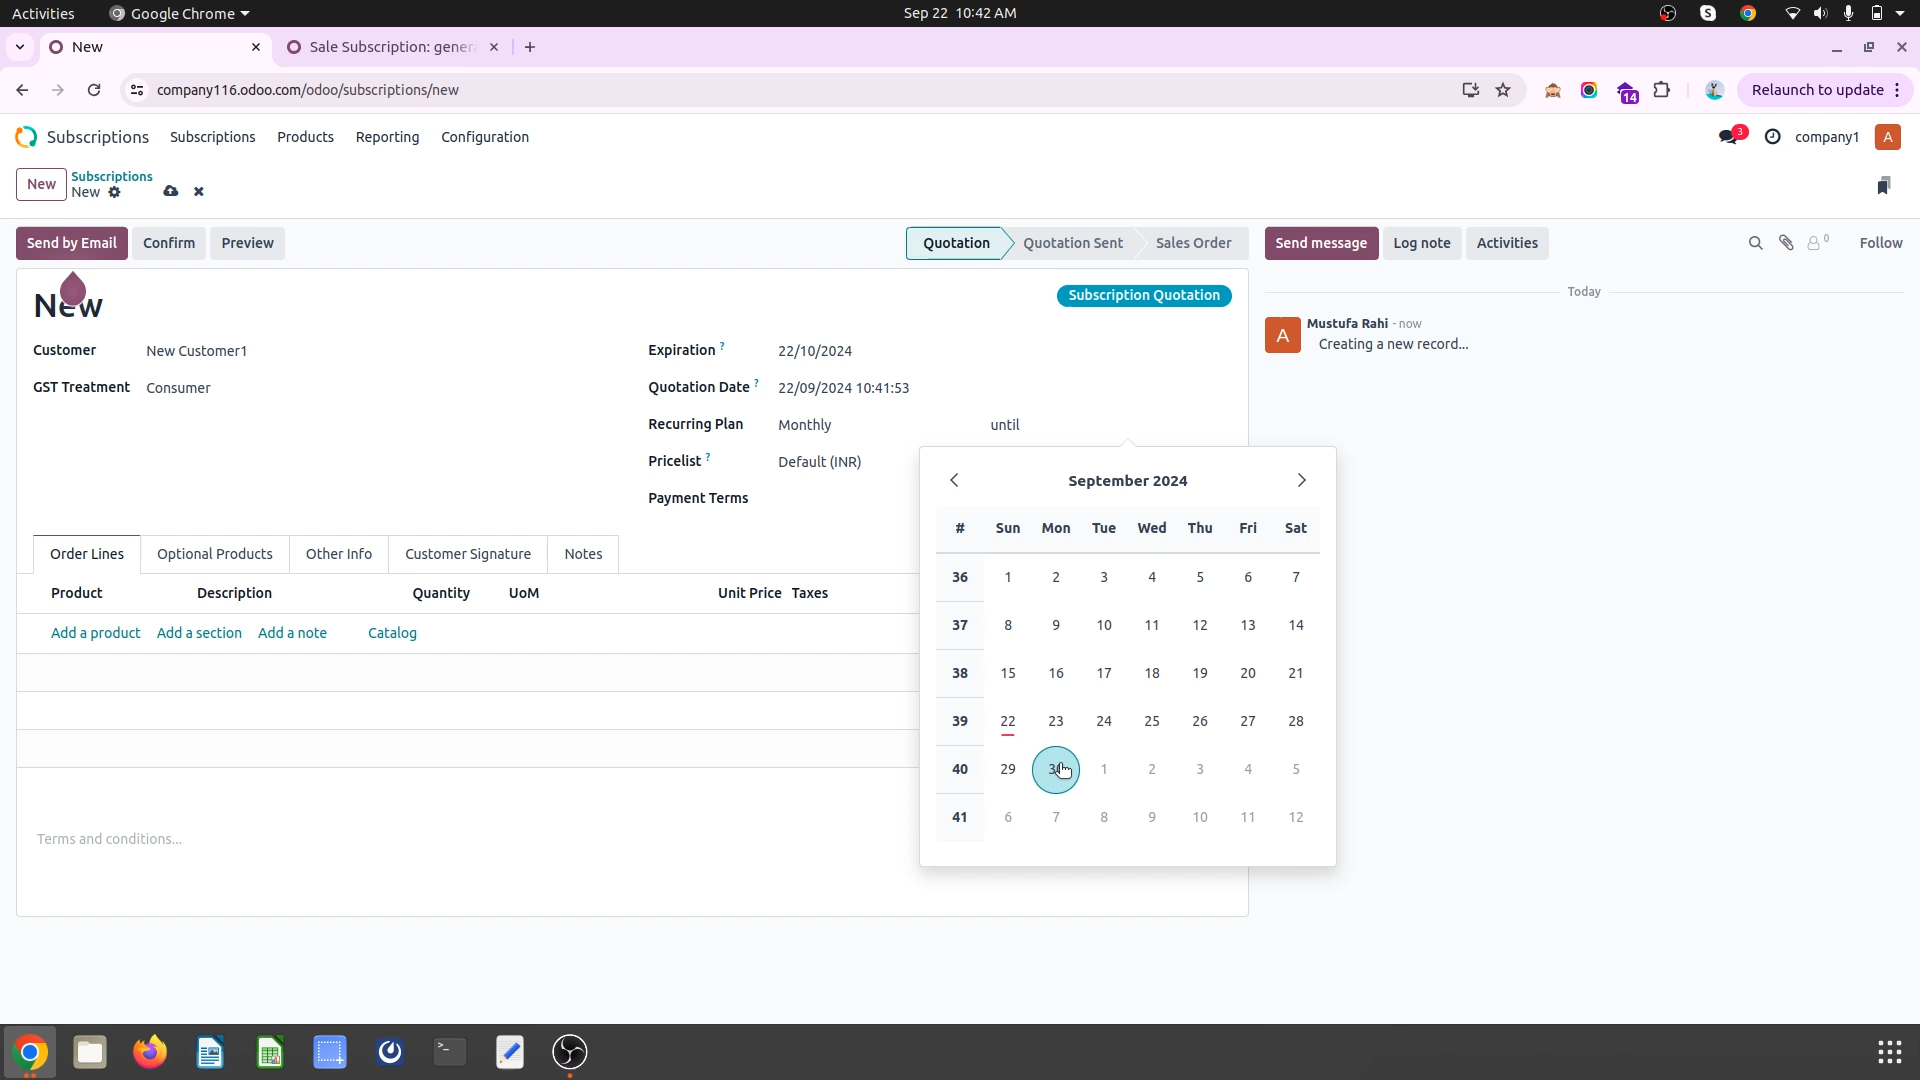 Activities Google Chrome Sep 22 10:42 AM
New Sale Subscription: gener
company116.odoo.com/odoo/subscriptions/new 14 Relaunch to update
Subscriptions Subscriptions Products Reporting Configuration 3 company1 A
New Subscriptions
New
Send by Email Confirm Preview Quotation Quotation Sent Sales Order Send message Log note Activities 0 Follow
New Subscription Quotation Today
Customer New Customer1 Expiration ? 22/10/2024 A Mustufa Rahi - now
Creating a new record...
GST Treatment Consumer Quotation Date ? 22/09/2024 10:41:53
Recurring Plan Monthly until
Pricelist ? Default (INR)
Payment Terms
September 2024
# Sun Mon Tue Wed Thu Fri Sat
36 1 2 3 4 5 6 7
37 8 9 10 11 12 13 14
38 15 16 17 18 19 20 21
39 22 23 24 25 26 27 28
40 29 30 1 2 3 4 5
41 6 7 8 9 10 11 12
Order Lines Optional Products Other Info Customer Signature Notes
Product Description Quantity UoM Unit Price Taxes
Add a product Add a section Add a note Catalog
Terms and conditions...